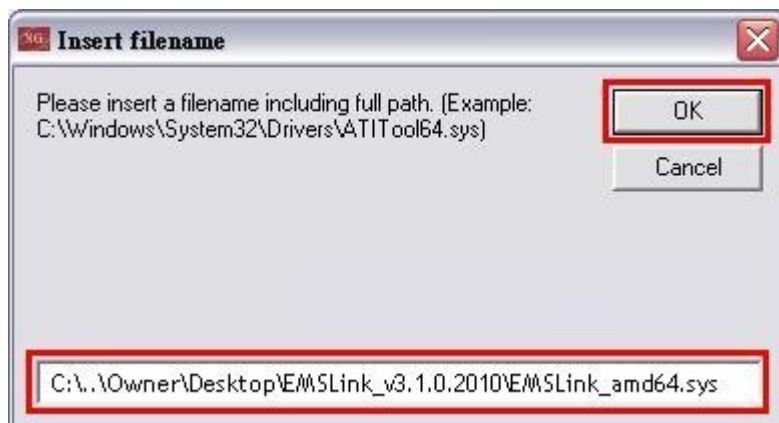 NG
Insert filename
Please insert a filename including full path. (Example:
C:\Windows\System32\Drivers\ATITool64.sys)
OK
Cancel
C:\..\Owner\Desktop\EMSLink_v3.1.0.2010\EMSLink_amd64.sys